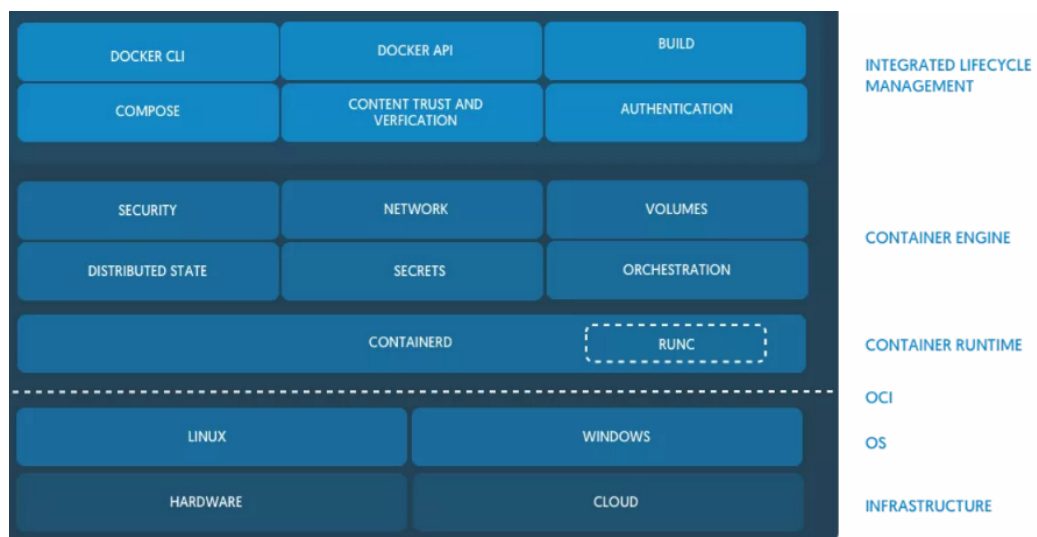 DOCKER CLI
DOCKER API
BUILD
INTEGRATED LIFECYCLE
MANAGEMENT
COMPOSE
CONTENT TRUST AND
VERFICATION
AUTHENTICATION
SECURITY
NETWORK
VOLUMES
CONTAINER ENGINE
DISTRIBUTED STATE
SECRETS
ORCHESTRATION
CONTAINERD
RUNC
CONTAINER RUNTIME
OCI
LINUX
WINDOWS
OS
HARDWARE
CLOUD
INFRASTRUCTURE